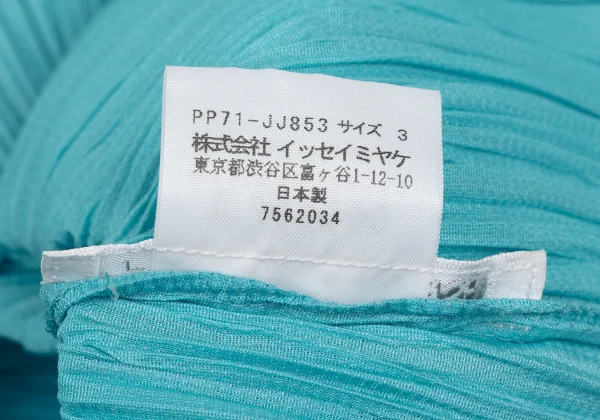 PP71-JJ853 サイズ 3
株式会社 イッセイミヤケ
東京都渋谷区富ヶ谷1-12-10
日本製
7562034